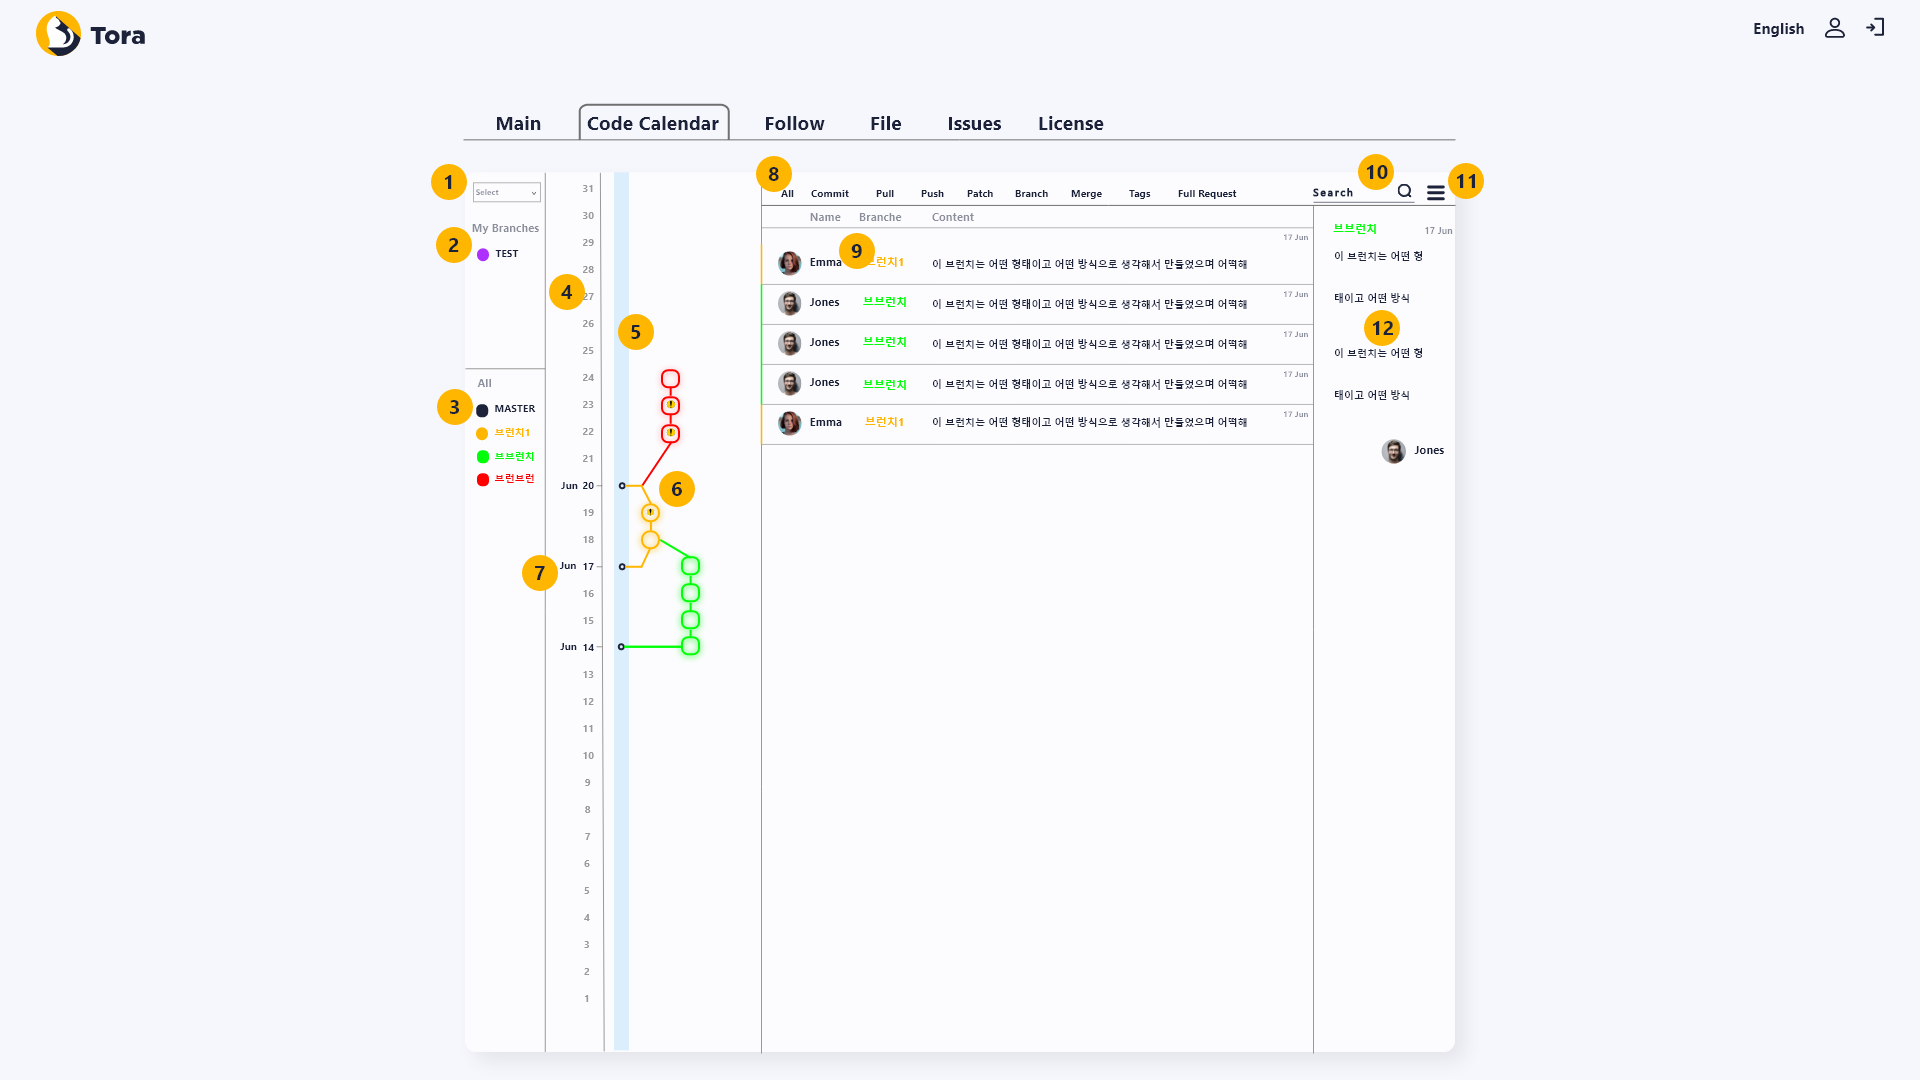 Tora
English
Main Code Calendar Follow File Issues License
1
Select
My Branches
2
TEST
All
3
MASTER
브런치1
브브런치
브런브런
31
30
29
28
4
27
26
25
24
23
22
21
Jun 20
19
18
7
Jun 17
16
15
Jun 14
13
12
11
10
9
8
7
6
5
4
3
2
1
5
6
8
All Commit Pull Push Patch Branch Merge Tags Full Request
10
Search
11
Name Branche Content
17 Jun
9
Emma 브런치1 이 브런치는 어떤 형태이고 어떤 방식으로 생각해서 만들었으며 어떡해
17 Jun
Jones 브브런치 이 브런치는 어떤 형태이고 어떤 방식으로 생각해서 만들었으며 어떡해
17 Jun
Jones 브브런치 이 브런치는 어떤 형태이고 어떤 방식으로 생각해서 만들었으며 어떡해
17 Jun
Jones 브브런치 이 브런치는 어떤 형태이고 어떤 방식으로 생각해서 만들었으며 어떡해
17 Jun
Emma 브런치1 이 브런치는 어떤 형태이고 어떤 방식으로 생각해서 만들었으며 어떡해
브브런치 17 Jun
이 브런치는 어떤 형
태이고 어떤 방식
12
이 브런치는 어떤 형
태이고 어떤 방식
Jones